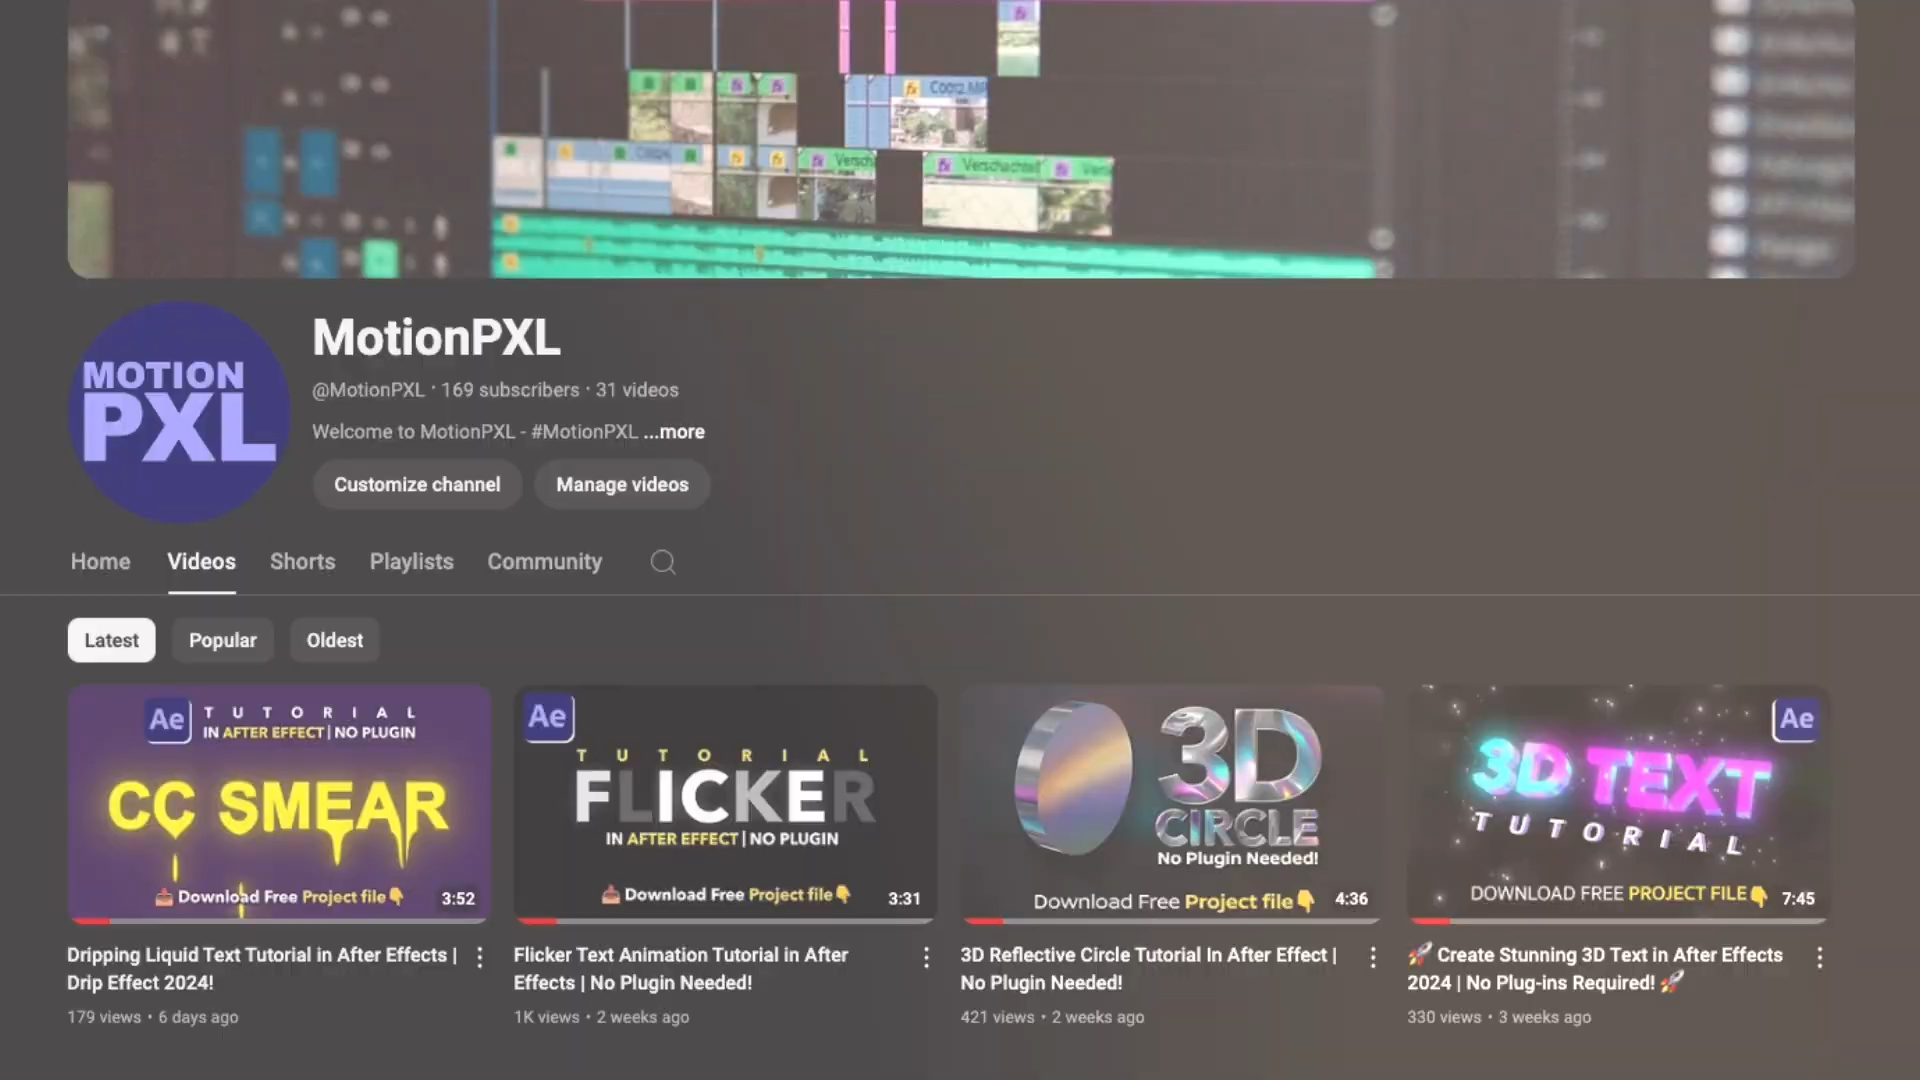 Coo12.MP
Versch
Verschachtelt
Vers
MOTION
PXL
MotionPXL
@MotionPXL · 169 subscribers · 31 videos
Welcome to MotionPXL - #MotionPXL ...more
Customize channel
Manage videos
Home
Videos
Shorts
Playlists
Community
Latest
Popular
Oldest
Ae
TUTORIAL
IN AFTER EFFECT | NO PLUGIN
CC SMEAR
📥 Download Free Project file👇
3:52
Dripping Liquid Text Tutorial in After Effects |
Drip Effect 2024!
179 views · 6 days ago
Ae
TUTORIAL
FLICKER
IN AFTER EFFECT | NO PLUGIN
📥 Download Free Project file👇
3:31
Flicker Text Animation Tutorial in After
Effects | No Plugin Needed!
1K views · 2 weeks ago
3D
CIRCLE
No Plugin Needed!
Download Free Project file👇
4:36
3D Reflective Circle Tutorial In After Effect |
No Plugin Needed!
421 views · 2 weeks ago
Ae
3D TEXT
TUTORIAL
DOWNLOAD FREE PROJECT FILE👇
7:45
🚀 Create Stunning 3D Text in After Effects
2024 | No Plug-ins Required! 🚀
330 views · 3 weeks ago